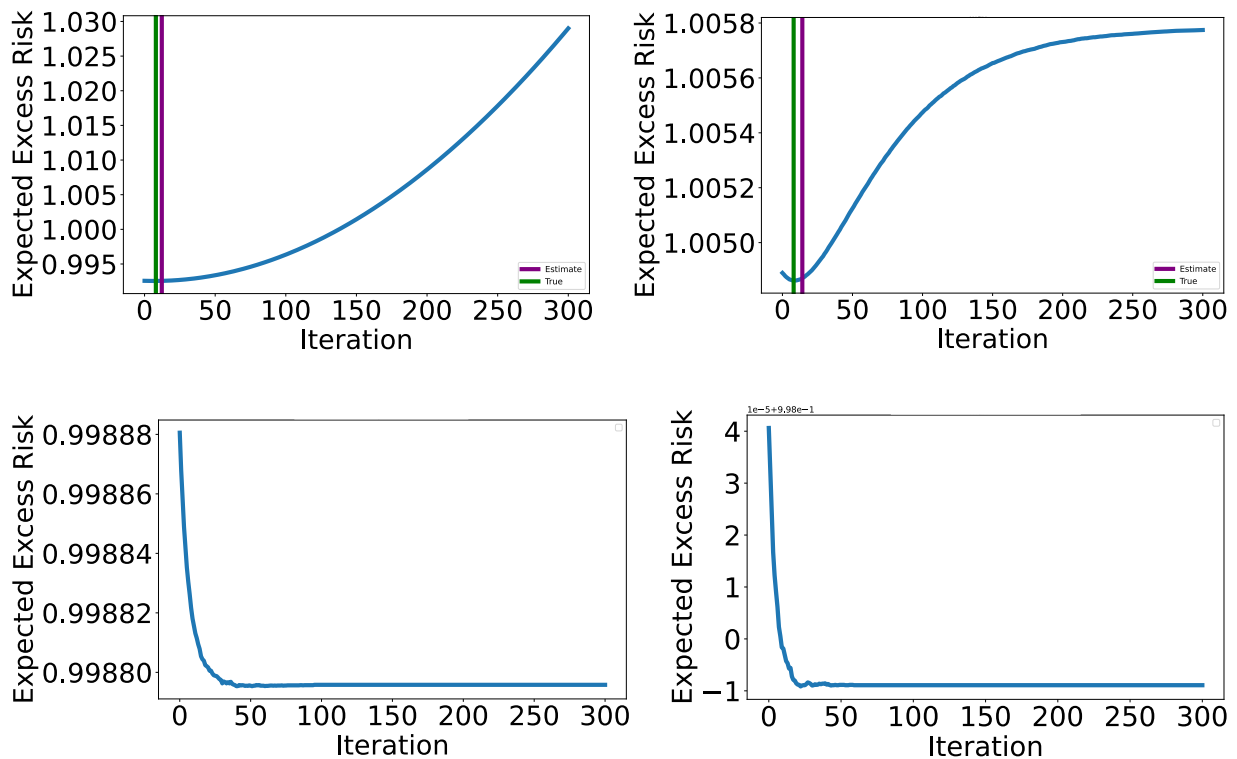 Expected Excess Risk
1.030
1.025
1.020
1.015
1.010
1.005
1.000
0.995
Estimate
True
0 50 100 150 200 250 300
Iteration
Expected Excess Risk
1.0058
1.0056
1.0054
1.0052
1.0050
Estimate
True
0 50 100 150 200 250 300
Iteration
Expected Excess Risk
0.99888
0.99886
0.99884
0.99882
0.99880
0 50 100 150 200 250 300
Iteration
1e−5+9.98e−1
Expected Excess Risk
4
3
2
1
0
−1
0 50 100 150 200 250 300
Iteration